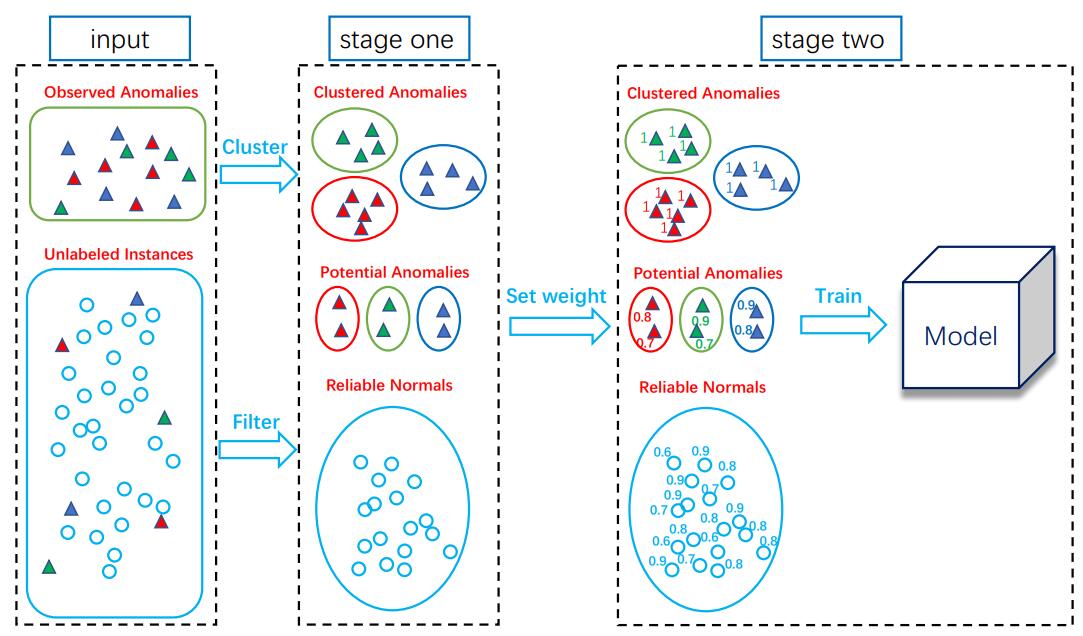 input
stage one
stage two
Observed Anomalies
Cluster
Unlabeled Instances
Filter
Clustered Anomalies
Potential Anomalies
Reliable Normals
Set weight
Clustered Anomalies
1 1
1 1
1 1
1 1
1 1
1 1
1
Potential Anomalies
0.8
0.7
0.9
0.7
0.9
0.8
Reliable Normals
0.6 0.9
0.8
0.9
0.7
0.9
0.7
0.9
0.8
0.8
0.8
0.6
0.6
0.8
0.9
0.7
0.8
Train
Model